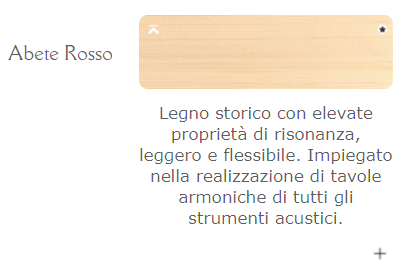 Abete Rosso
Legno storico con elevate
proprietà di risonanza,
leggero e flessibile. Impiegato
nella realizzazione di tavole
armoniche di tutti gli
strumenti acustici.